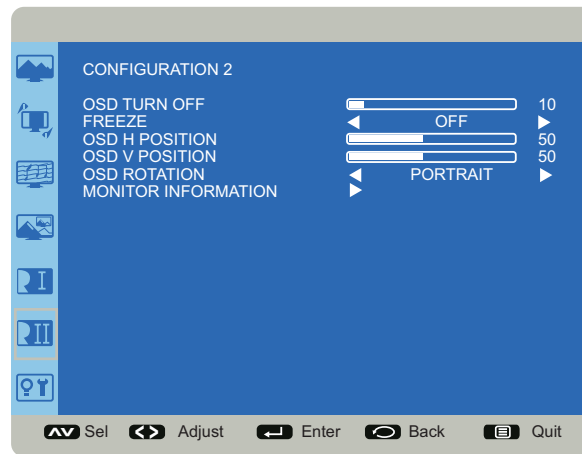 CONFIGURATION 2
OSD TURN OFF 10
FREEZE OFF
OSD H POSITION 50
OSD V POSITION 50
OSD ROTATION PORTRAIT
MONITOR INFORMATION
Sel Adjust Enter Back Quit